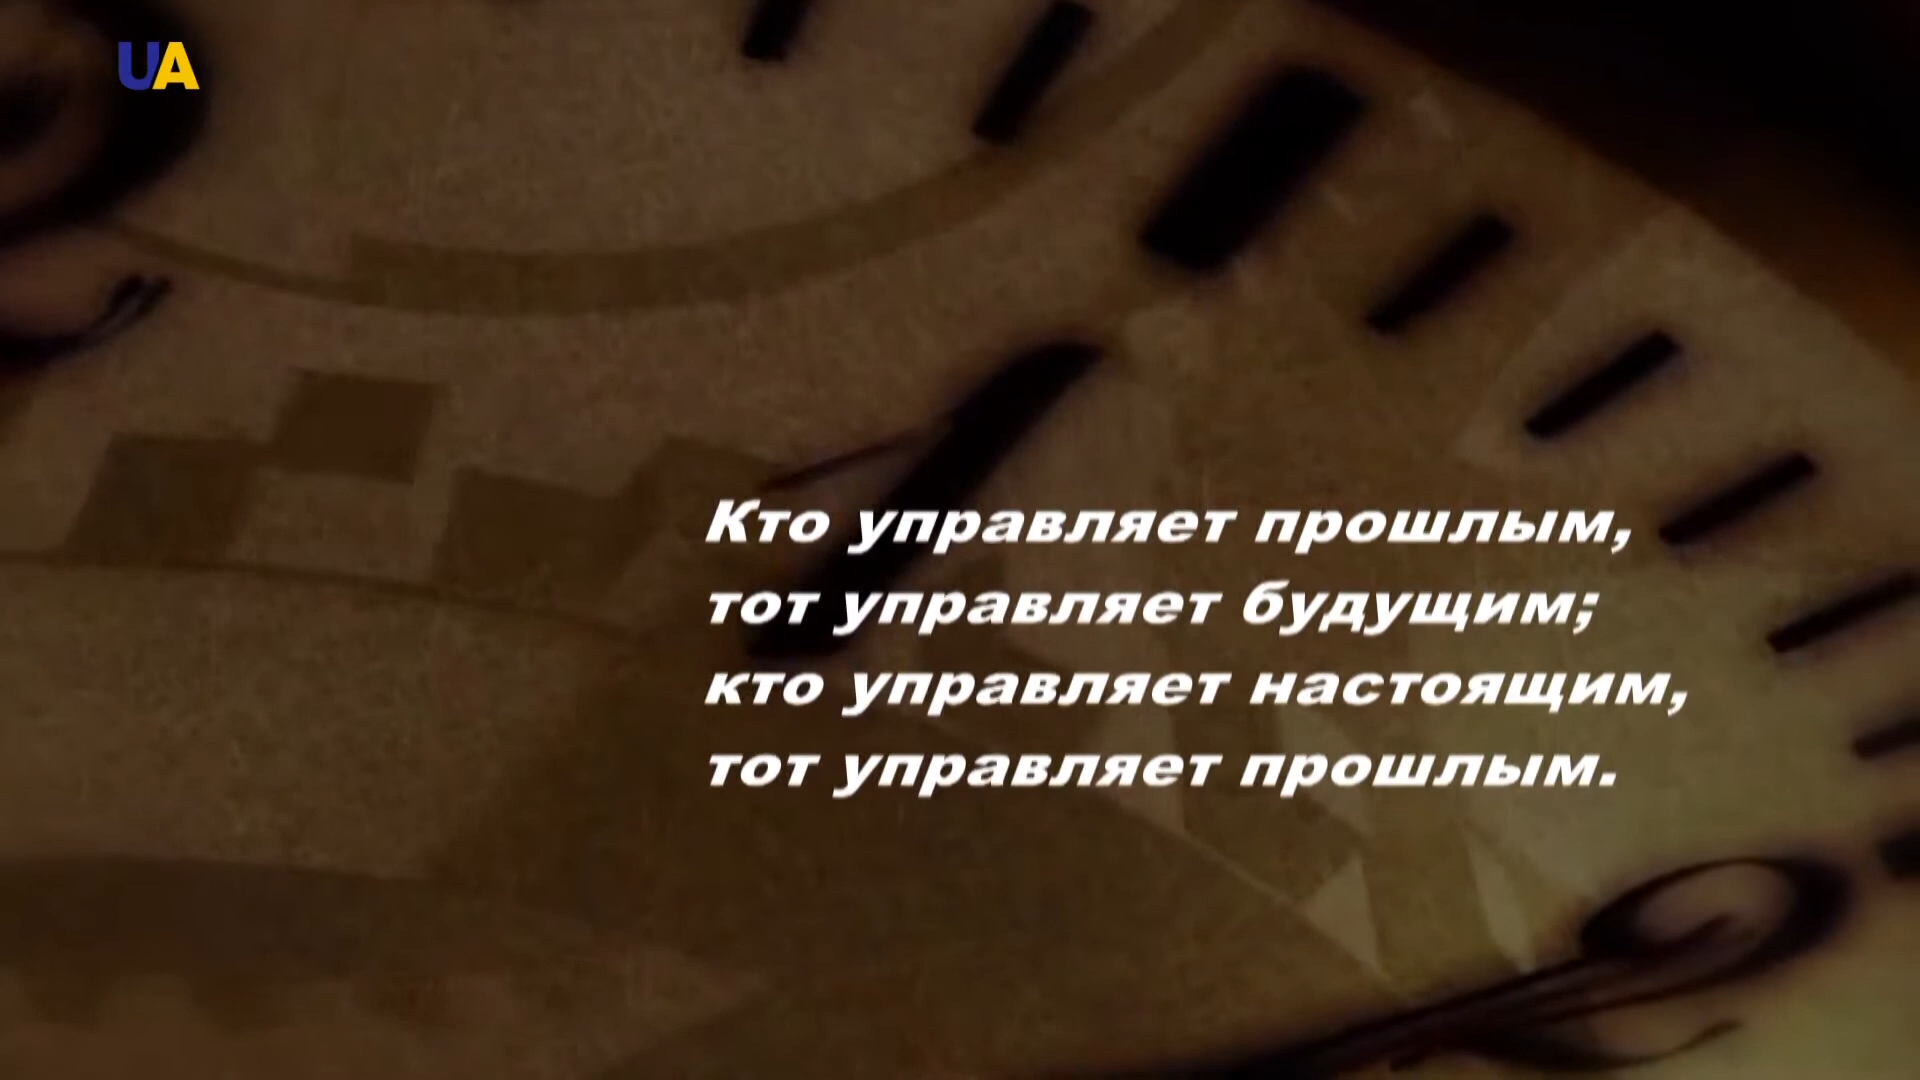 UA
Кто управляет прошлым,
тот управляет будущим;
кто управляет настоящим,
тот управляет прошлым.